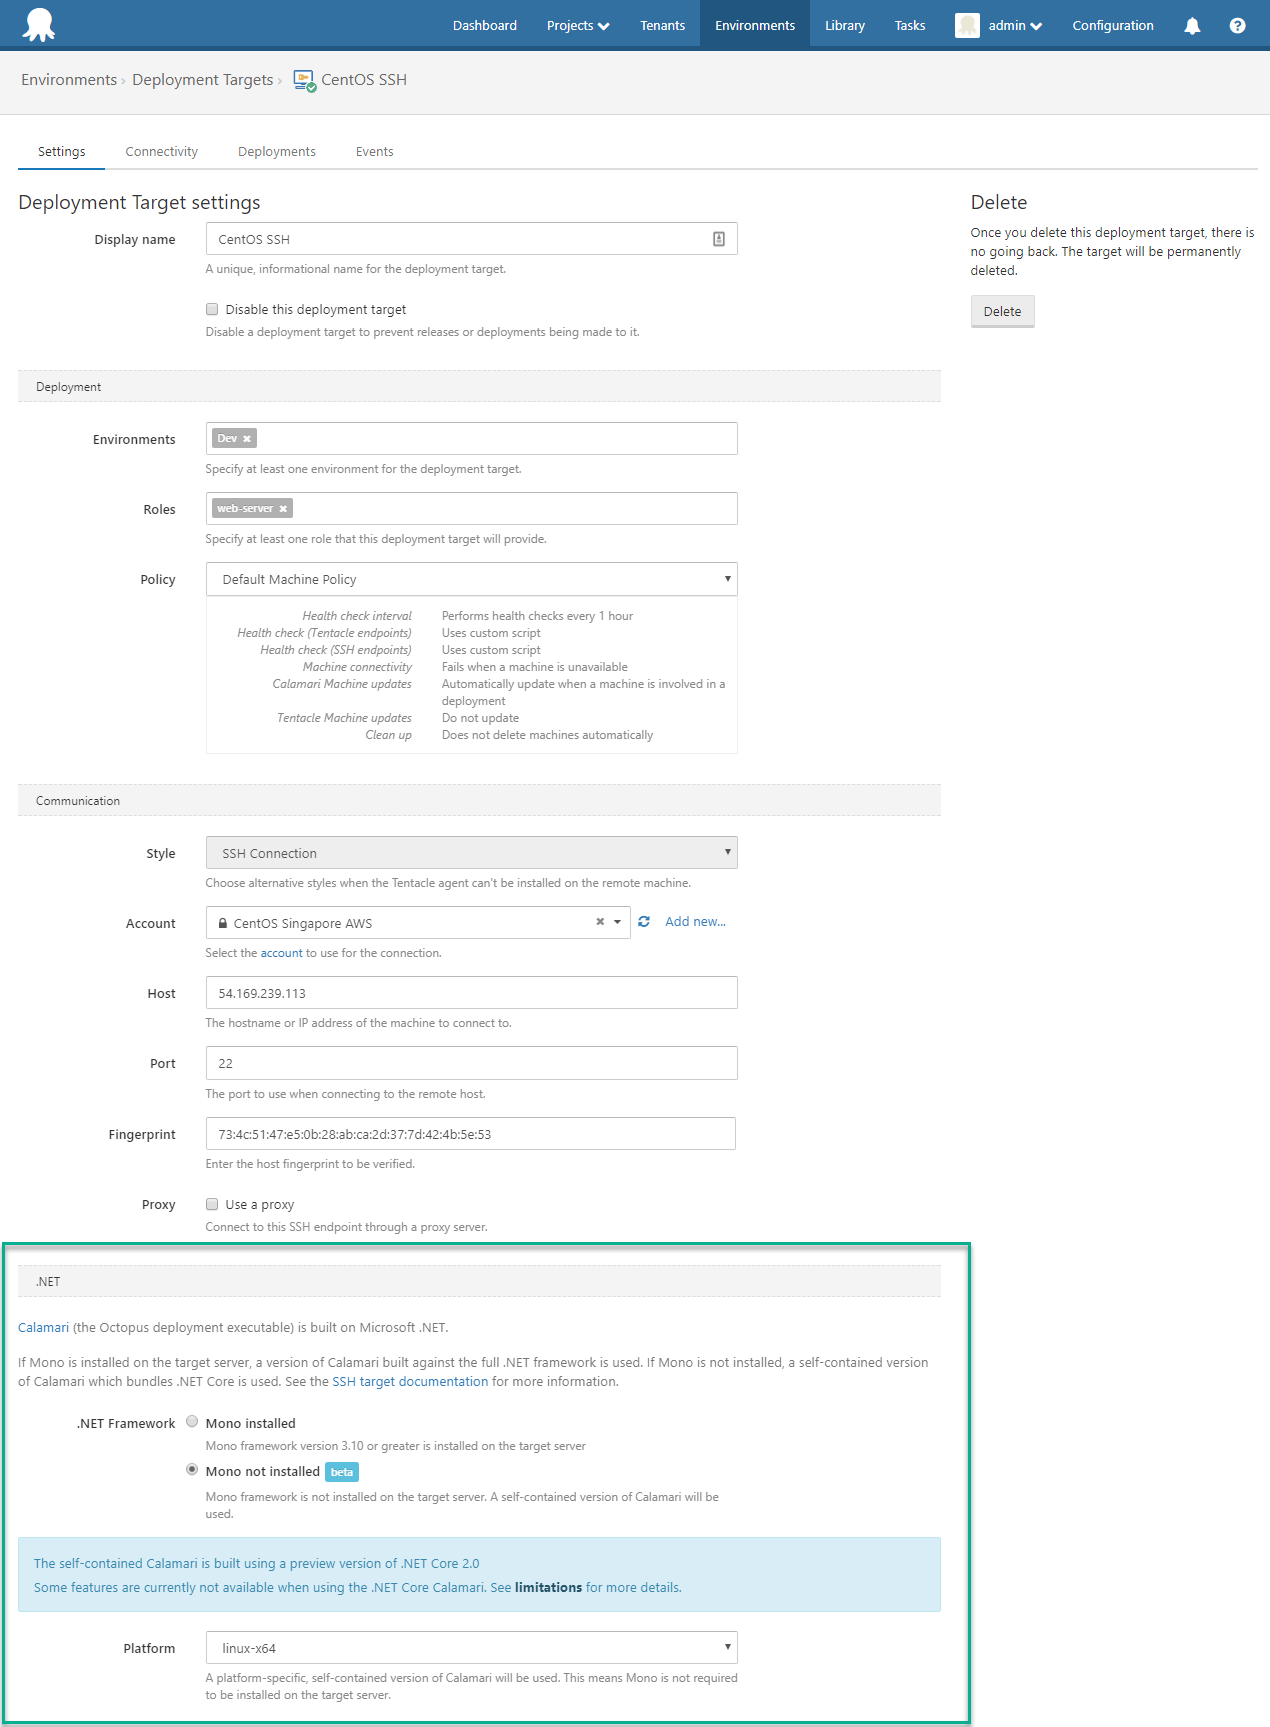 Dashboard Projects Tenants Environments Library Tasks admin Configuration
Environments › Deployment Targets › CentOS SSH
Settings Connectivity Deployments Events
Deployment Target settings
Display name CentOS SSH
A unique, informational name for the deployment target.
Disable this deployment target
Disable a deployment target to prevent releases or deployments being made to it.
Delete
Once you delete this deployment target, there is
no going back. The target will be permanently
deleted.
Delete
Deployment
Environments Dev ×
Specify at least one environment for the deployment target.
Roles web-server ×
Specify at least one role that this deployment target will provide.
Policy Default Machine Policy
Health check interval Performs health checks every 1 hour
Health check (Tentacle endpoints) Uses custom script
Health check (SSH endpoints) Uses custom script
Machine connectivity Fails when a machine is unavailable
Calamari Machine updates Automatically update when a machine is involved in a
deployment
Tentacle Machine updates Do not update
Clean up Does not delete machines automatically
Communication
Style SSH Connection
Choose alternative styles when the Tentacle agent can't be installed on the remote machine.
Account CentOS Singapore AWS × Add new...
Select the account to use for the connection.
Host 54.169.239.113
The hostname or IP address of the machine to connect to.
Port 22
The port to use when connecting to the remote host.
Fingerprint 73:4c:51:47:e5:0b:28:ab:ca:2d:37:7d:42:4b:5e:53
Enter the host fingerprint to be verified.
Proxy Use a proxy
Connect to this SSH endpoint through a proxy server.
.NET
Calamari (the Octopus deployment executable) is built on Microsoft .NET.
If Mono is installed on the target server, a version of Calamari built against the full .NET framework is used. If Mono is not installed, a self-contained version
of Calamari which bundles .NET Core is used. See the SSH target documentation for more information.
.NET Framework Mono installed
Mono framework version 3.10 or greater is installed on the target server
Mono not installed beta
Mono framework is not installed on the target server. A self-contained version of Calamari will be
used.
The self-contained Calamari is built using a preview version of .NET Core 2.0
Some features are currently not available when using the .NET Core Calamari. See limitations for more details.
Platform linux-x64
A platform-specific, self-contained version of Calamari will be used. This means Mono is not required
to be installed on the target server.